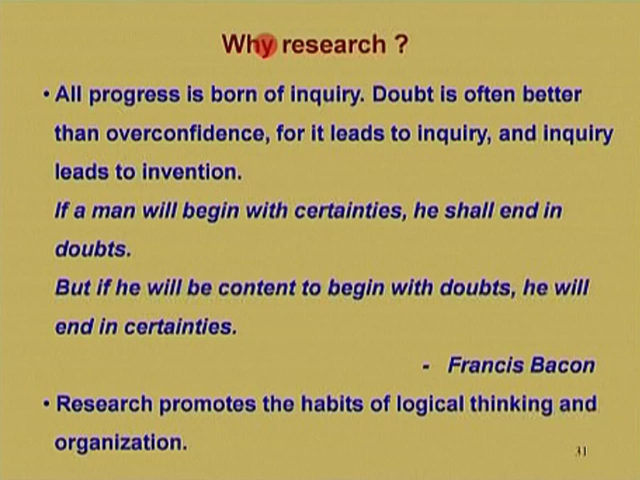 Why research ?
• All progress is born of inquiry. Doubt is often better
than overconfidence, for it leads to inquiry, and inquiry
leads to invention.
If a man will begin with certainties, he shall end in
doubts.
But if he will be content to begin with doubts, he will
end in certainties.
- Francis Bacon
• Research promotes the habits of logical thinking and
organization.
31